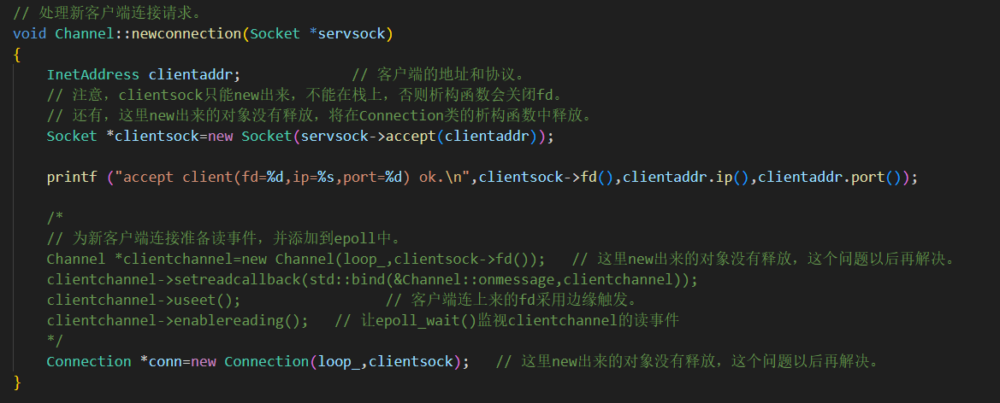 // 处理新客户端连接请求。
void Channel::newconnection(Socket *servsock)
{
    InetAddress clientaddr;             // 客户端的地址和协议。
    // 注意，clientsock只能new出来，不能在栈上，否则析构函数会关闭fd。
    // 还有，这里new出来的对象没有释放，将在Connection类的析构函数中释放。
    Socket *clientsock=new Socket(servsock->accept(clientaddr));

    printf ("accept client(fd=%d,ip=%s,port=%d) ok.\n",clientsock->fd(),clientaddr.ip(),clientaddr.port());

    /*
    // 为新客户端连接准备读事件，并添加到epoll中。
    Channel *clientchannel=new Channel(loop_,clientsock->fd());   // 这里new出来的对象没有释放，这个问题以后再解决。
    clientchannel->setreadcallback(std::bind(&Channel::onmessage,clientchannel));
    clientchannel->useet();                 // 客户端连上来的fd采用边缘触发。
    clientchannel->enablereading();   // 让epoll_wait()监视clientchannel的读事件
    */
    Connection *conn=new Connection(loop_,clientsock);   // 这里new出来的对象没有释放，这个问题以后再解决。
}